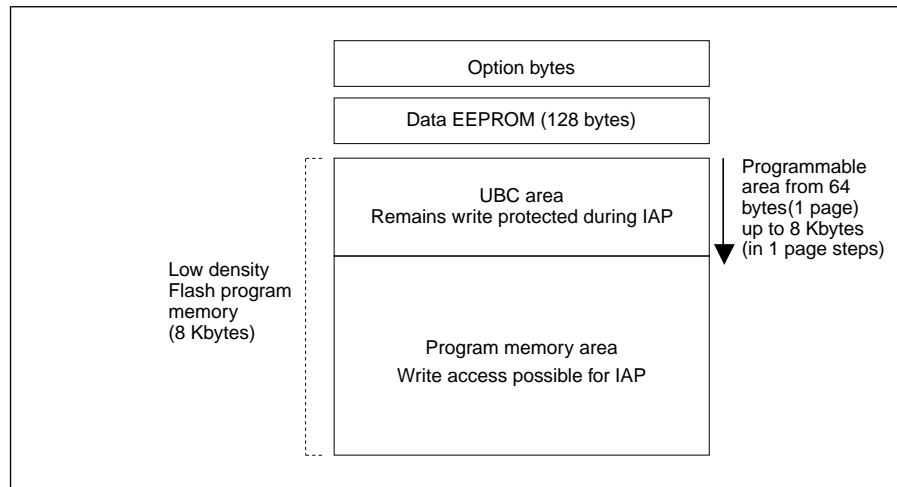 Option bytes
Data EEPROM (128 bytes)
UBC area
Remains write protected during IAP
Programmable
area from 64
bytes(1 page)
up to 8 Kbytes
(in 1 page steps)
Low density
Flash program
memory
(8 Kbytes)
Program memory area
Write access possible for IAP